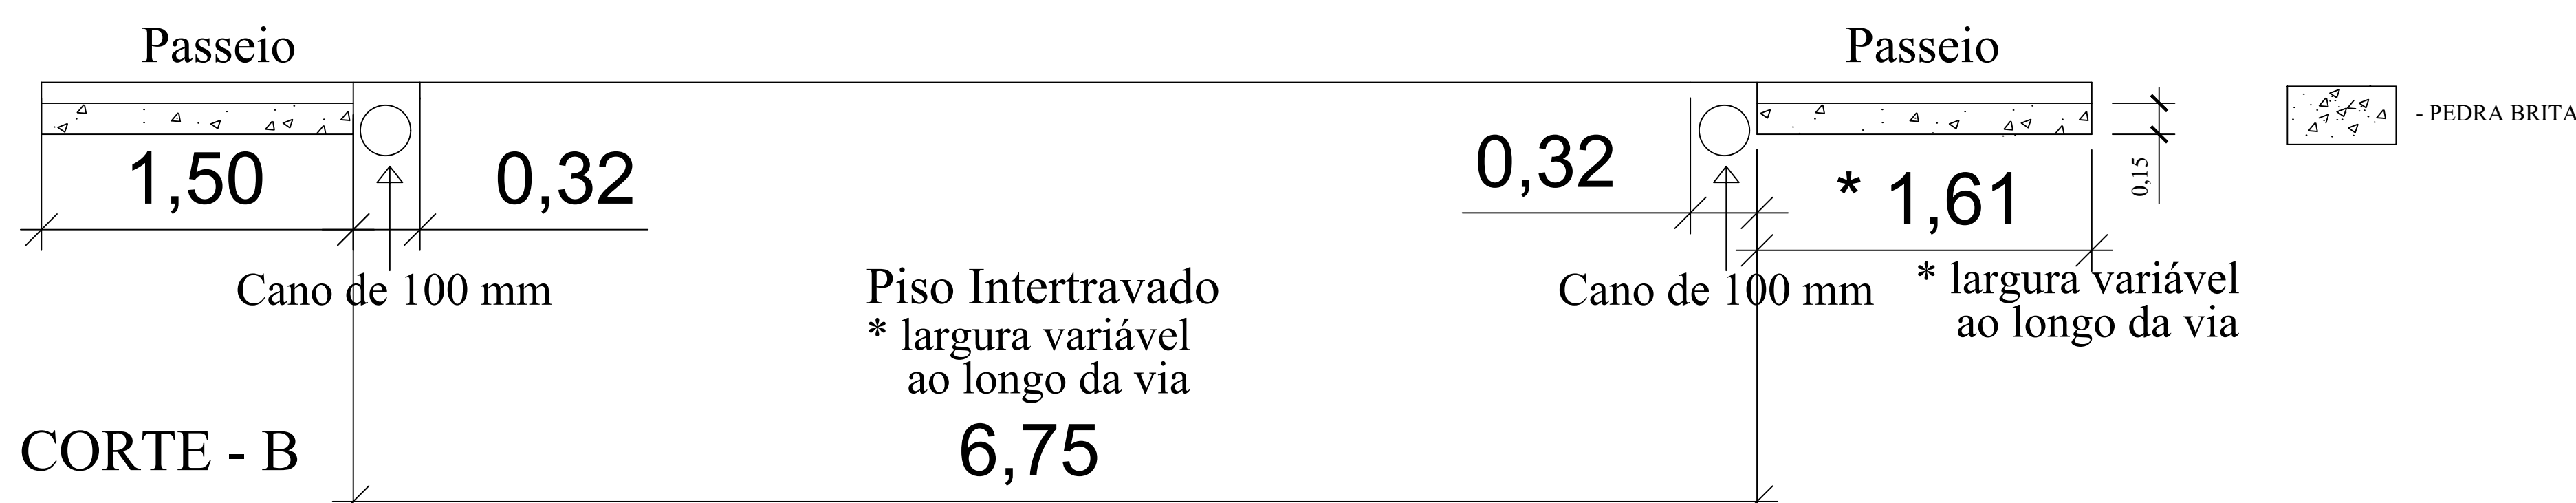 Passeio
Passeio
- PEDRA BRITA
1,50
0,32
0,32
* 1,61
0,15
Cano de 100 mm
Cano de 100 mm
* largura variável
ao longo da via
Piso Intertravado
* largura variável
ao longo da via
CORTE - B
6,75